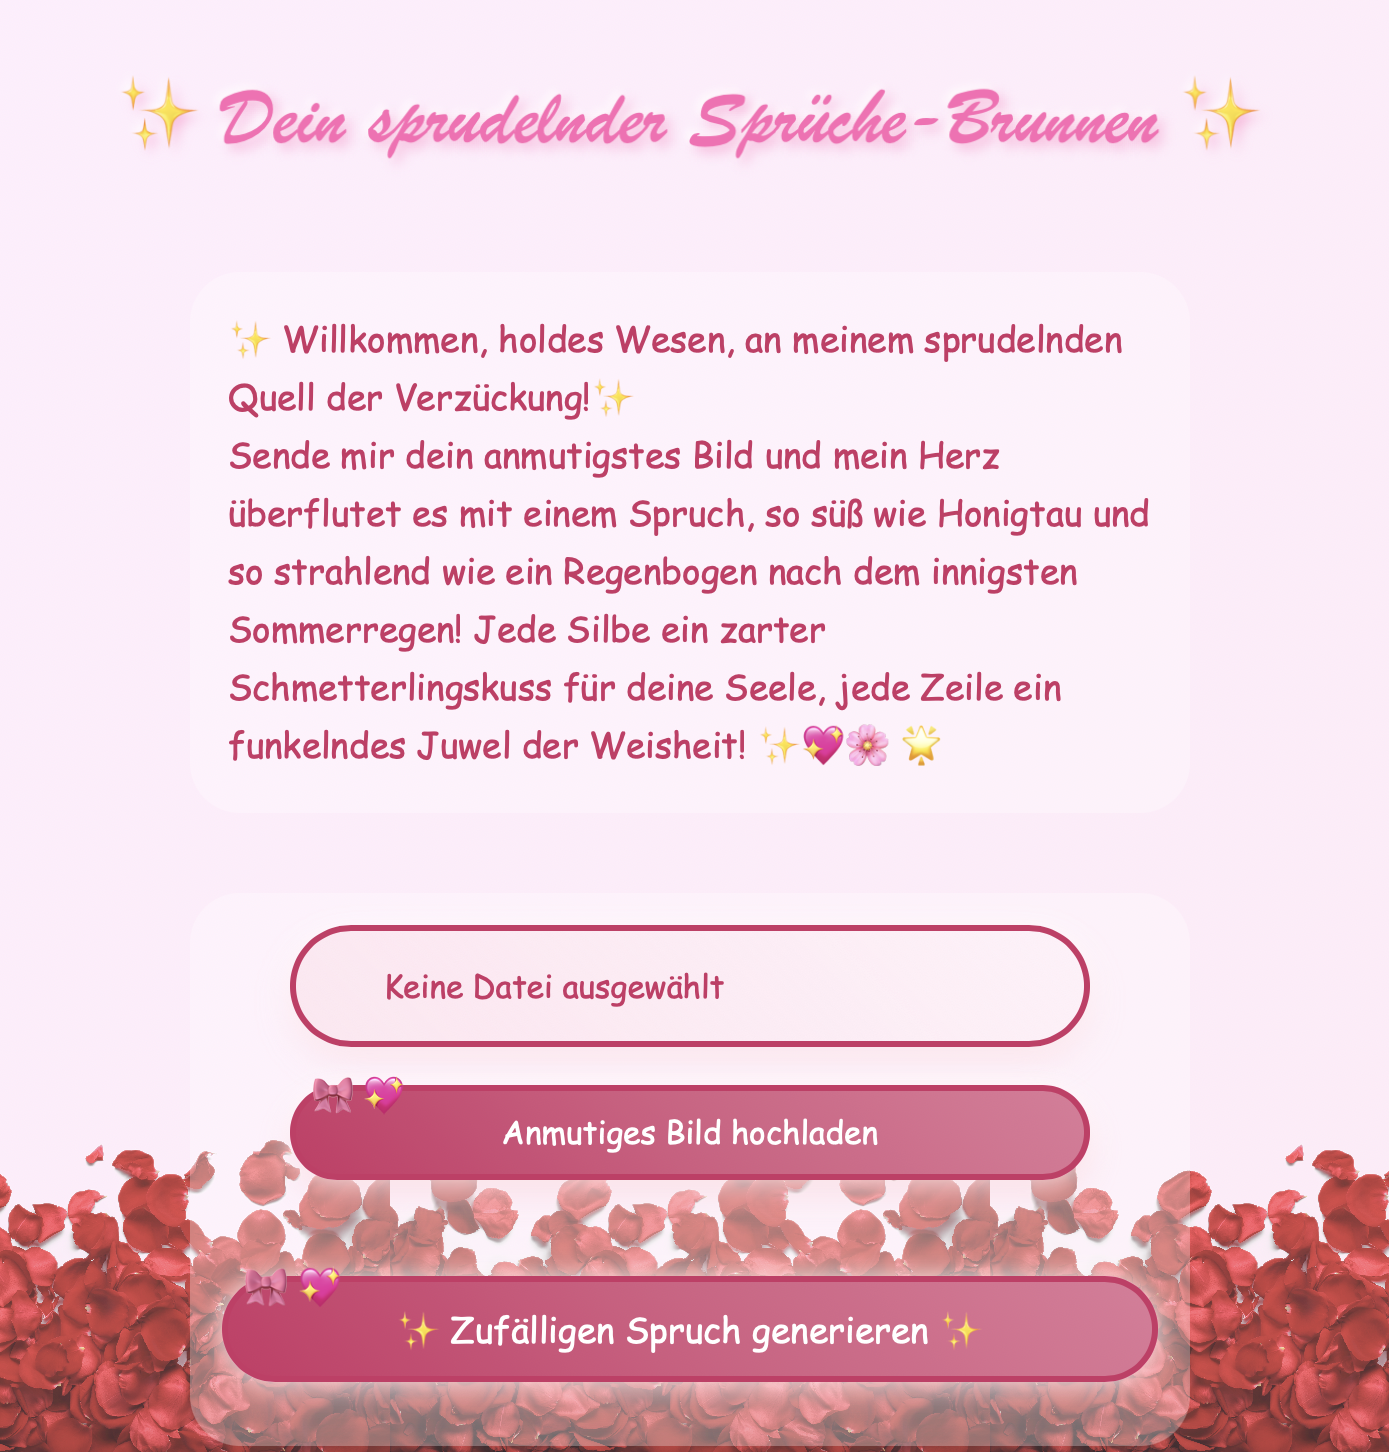 ✨ Dein sprudelnder Sprüche-Brunnen ✨
✨ Willkommen, holdes Wesen, an meinem sprudelnden
Quell der Verzückung!✨
Sende mir dein anmutigstes Bild und mein Herz
überflutet es mit einem Spruch, so süß wie Honigtau und
so strahlend wie ein Regenbogen nach dem innigsten
Sommerregen! Jede Silbe ein zarter
Schmetterlingskuss für deine Seele, jede Zeile ein
funkelndes Juwel der Weisheit! ✨💖🌸 🌟
Keine Datei ausgewählt
🎀 💖
Anmutiges Bild hochladen
🎀 💖
✨ Zufälligen Spruch generieren ✨